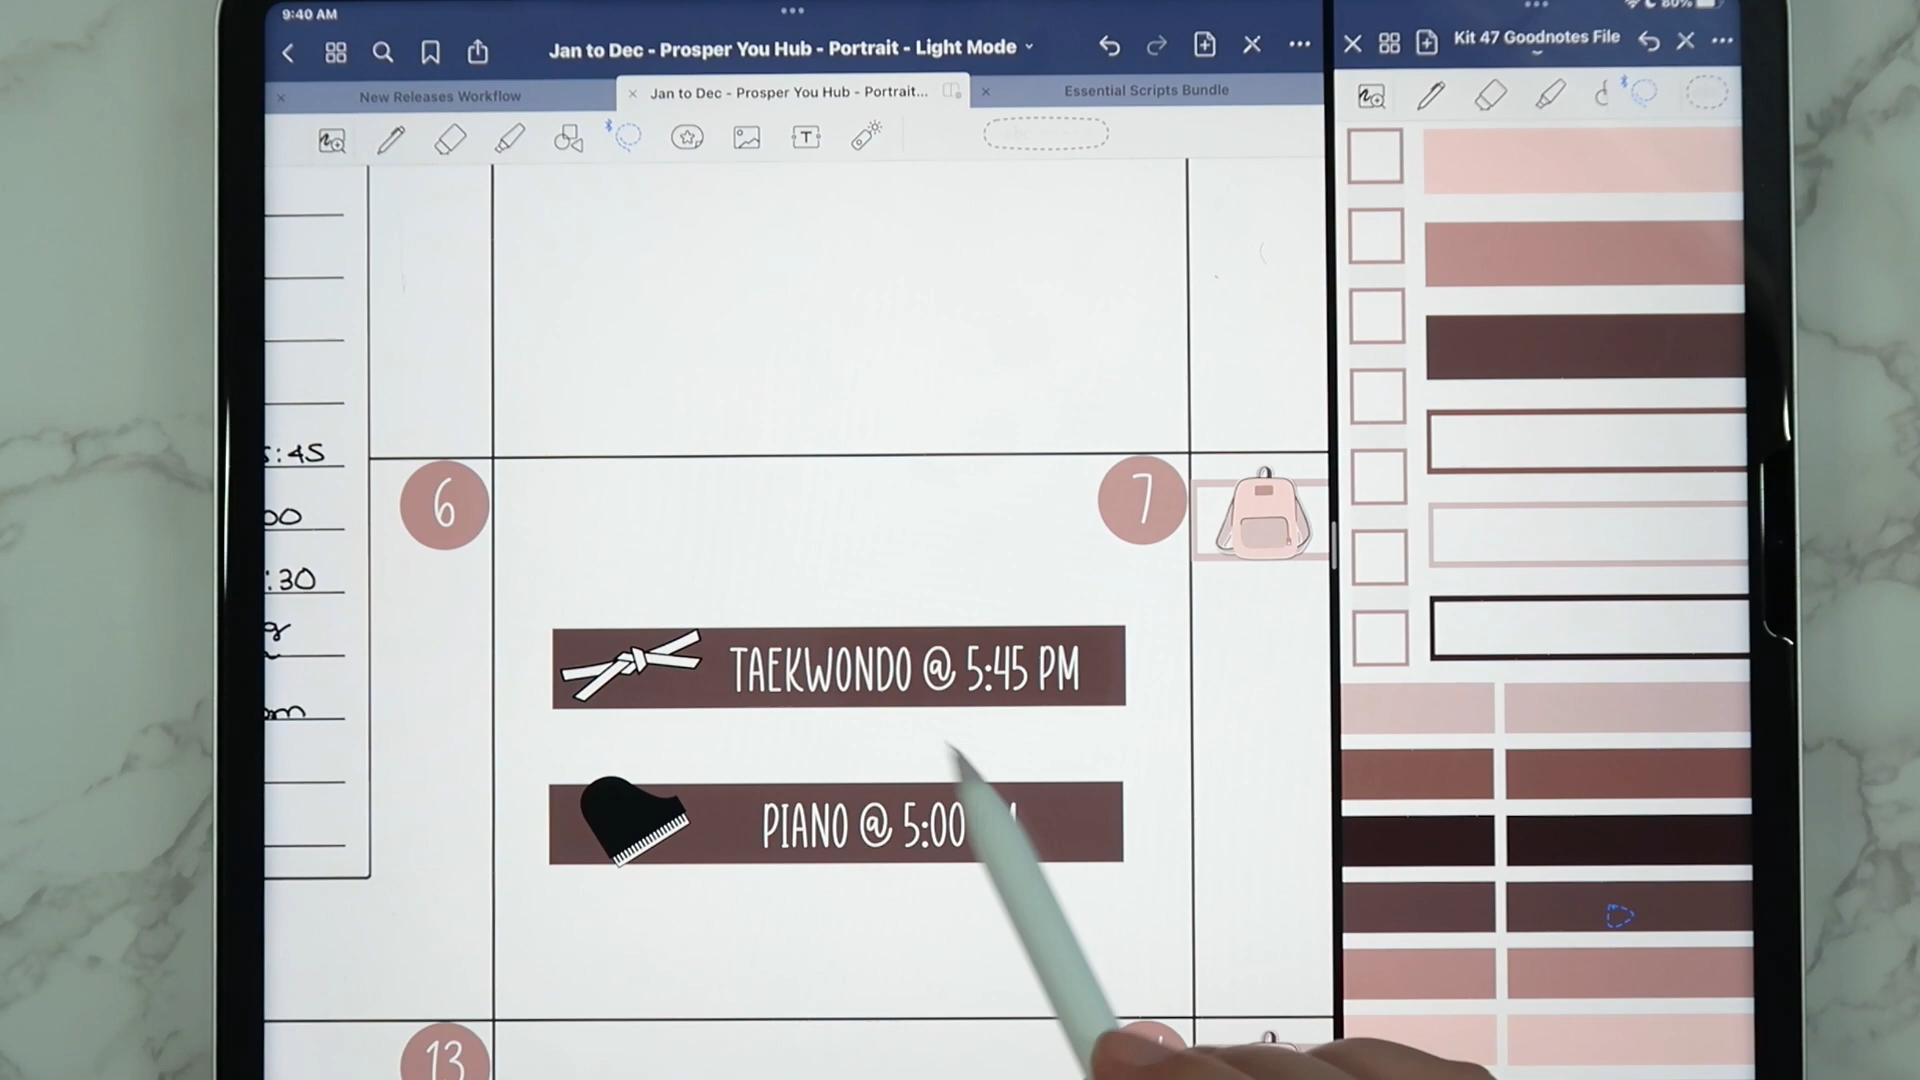 9:40 AM
80%
Jan to Dec - Prosper You Hub - Portrait - Light Mode
Kit 47 Goodnotes File
New Releases Workflow
Jan to Dec - Prosper You Hub - Portrait...
Essential Scripts Bundle
T
:45
00
:30
6
7
TAEKWONDO @ 5:45 PM
PIANO @ 5:00
13